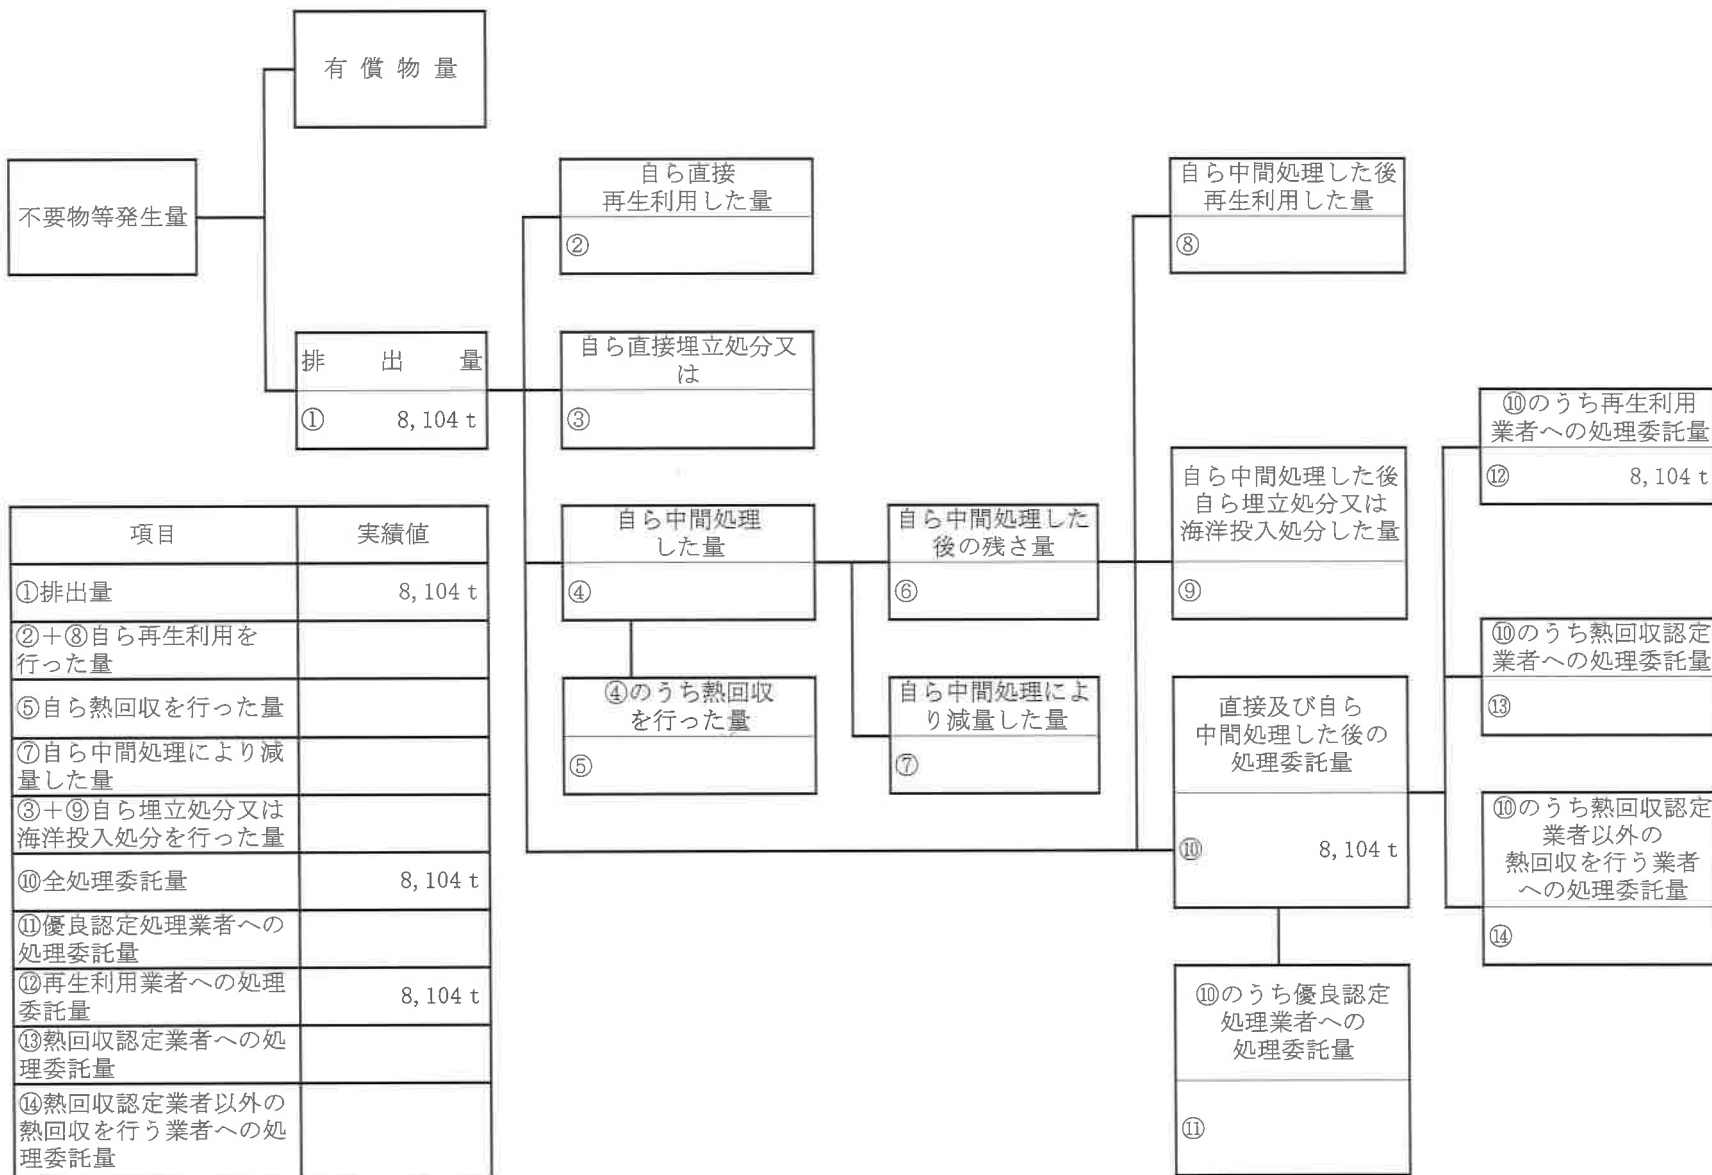 有 償 物 量
不要物等発生量
排 出 量
① 8,104 t
自ら直接
再生利用した量
②
自ら直接埋立処分又
は
③
自ら中間処理
した量
④
④のうち熱回収
を行った量
⑤
自ら中間処理した
後の残さ量
⑥
自ら中間処理によ
り減量した量
⑦
自ら中間処理した後
再生利用した量
⑧
自ら中間処理した後
自ら埋立処分又は
海洋投入処分した量
⑨
直接及び自ら
中間処理した後の
処理委託量
⑩ 8,104 t
⑩のうち優良認定
処理業者への
処理委託量
⑪
⑩のうち再生利用
業者への処理委託量
⑫ 8,104 t
⑩のうち熱回収認定
業者への処理委託量
⑬
⑩のうち熱回収認定
業者以外の
熱回収を行う業者
への処理委託量
⑭
項目 実績値
①排出量 8,104 t
②+⑧自ら再生利用を
行った量
⑤自ら熱回収を行った量
⑦自ら中間処理により減
量した量
③+⑨自ら埋立処分又は
海洋投入処分を行った量
⑩全処理委託量 8,104 t
⑪優良認定処理業者への
処理委託量
⑫再生利用業者への処理
委託量 8,104 t
⑬熱回収認定業者への処
理委託量
⑭熱回収認定業者以外の
熱回収を行う業者への処
理委託量